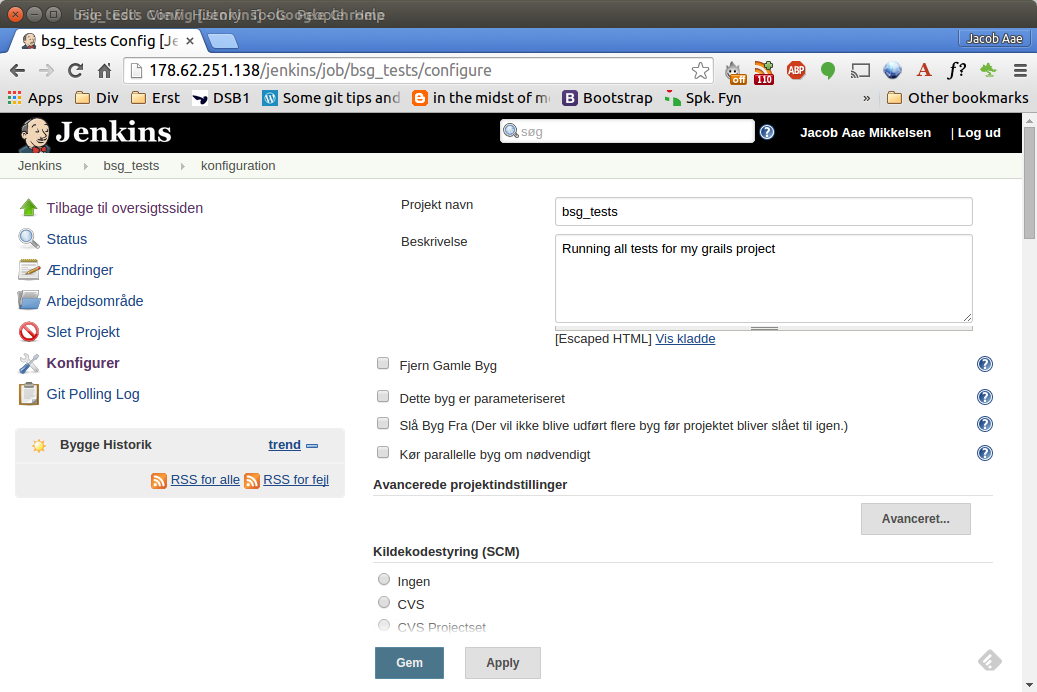 bsg_tests Config [Je
Jacob Aae
178.62.251.138/jenkins/job/bsg_tests/configure
off
110
ABP
A
f?
Apps
Div
Erst
DSB1
Some git tips and
in the midst of m
B Bootstrap
Spk. Fyn
»
Other bookmarks
Jenkins
søg
?
Jacob Aae Mikkelsen
| Log ud
Jenkins
bsg_tests
konfiguration
Tilbage til oversigtssiden
Status
Ændringer
Arbejdsområde
Slet Projekt
Konfigurer
Git Polling Log
Bygge Historik
trend
RSS for alle
RSS for fejl
Projekt navn
bsg_tests
Beskrivelse
Running all tests for my grails project
[Escaped HTML] Vis kladde
Fjern Gamle Byg
?
Dette byg er parameteriseret
?
Slå Byg Fra (Der vil ikke blive udført flere byg før projektet bliver slået til igen.)
?
Kør parallelle byg om nødvendigt
?
Avancerede projektindstillinger
Avanceret...
Kildekodestyring (SCM)
Ingen
CVS
CVS Projectset
Gem
Apply